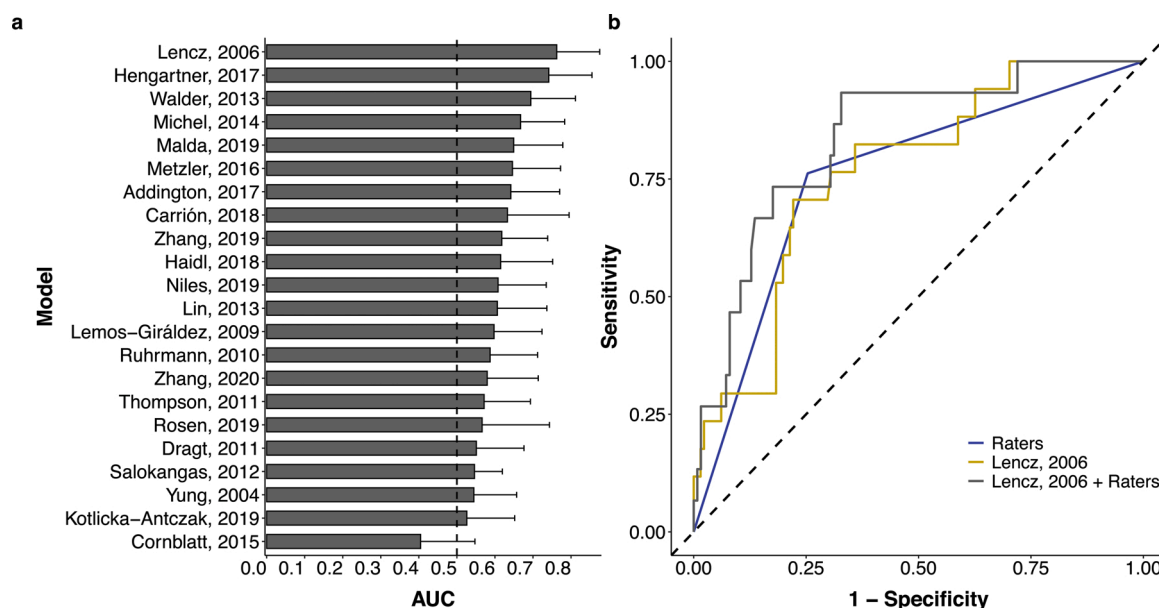 a
Lencz, 2006
Hengartner, 2017
Walder, 2013
Michel, 2014
Malda, 2019
Metzler, 2016
Addington, 2017
Carrión, 2018
Zhang, 2019
Haidl, 2018
Niles, 2019
Lin, 2013
Lemos−Giráldez, 2009
Ruhrmann, 2010
Zhang, 2020
Thompson, 2011
Rosen, 2019
Dragt, 2011
Salokangas, 2012
Yung, 2004
Kotlicka−Antczak, 2019
Cornblatt, 2015
Model
0.0 0.1 0.2 0.3 0.4 0.5 0.6 0.7 0.8
AUC
b
1.00
0.75
0.50
0.25
0.00
Sensitivity
Raters
Lencz, 2006
Lencz, 2006 + Raters
0.00 0.25 0.50 0.75 1.00
1 − Specificity